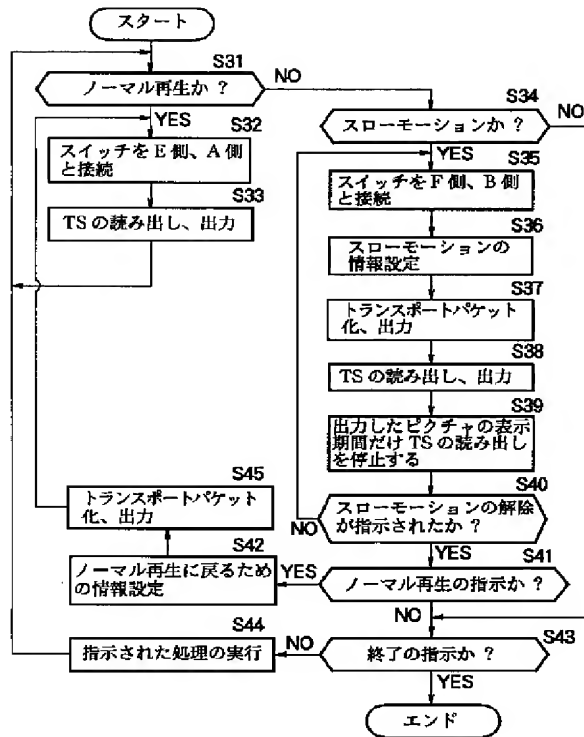 スタート
S31
ノーマル再生か?
NO
YES
S32
スイッチをE側、A側
と接続
S33
TSの読み出し、出力
S34
スローモーションか?
NO
YES
S35
スイッチをF側、B側
と接続
S36
スローモーションの
情報設定
S37
トランスポートパケット
化、出力
S38
TSの読み出し、出力
S39
出力したピクチャの表示
期間だけTSの読み出し
を停止する
S40
スローモーションの解除
が指示されたか?
NO
YES
S41
ノーマル再生の指示か?
YES
NO
S45
トランスポートパケット
化、出力
S42
ノーマル再生に戻るため
の情報設定
S43
終了の指示か?
NO
YES
S44
指示された処理の実行
エンド